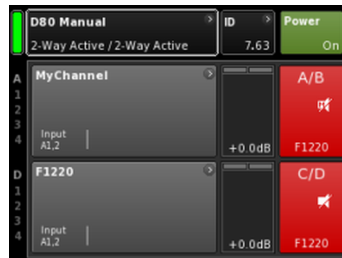 D80 Manual
ID
Power
2-Way Active / 2-Way Active
7.63
On
A
MyChannel
A/B
1
2
3
4
Input
A1,2
+0.0dB
F1220
D
F1220
C/D
1
2
3
4
Input
A1,2
+0.0dB
F1220